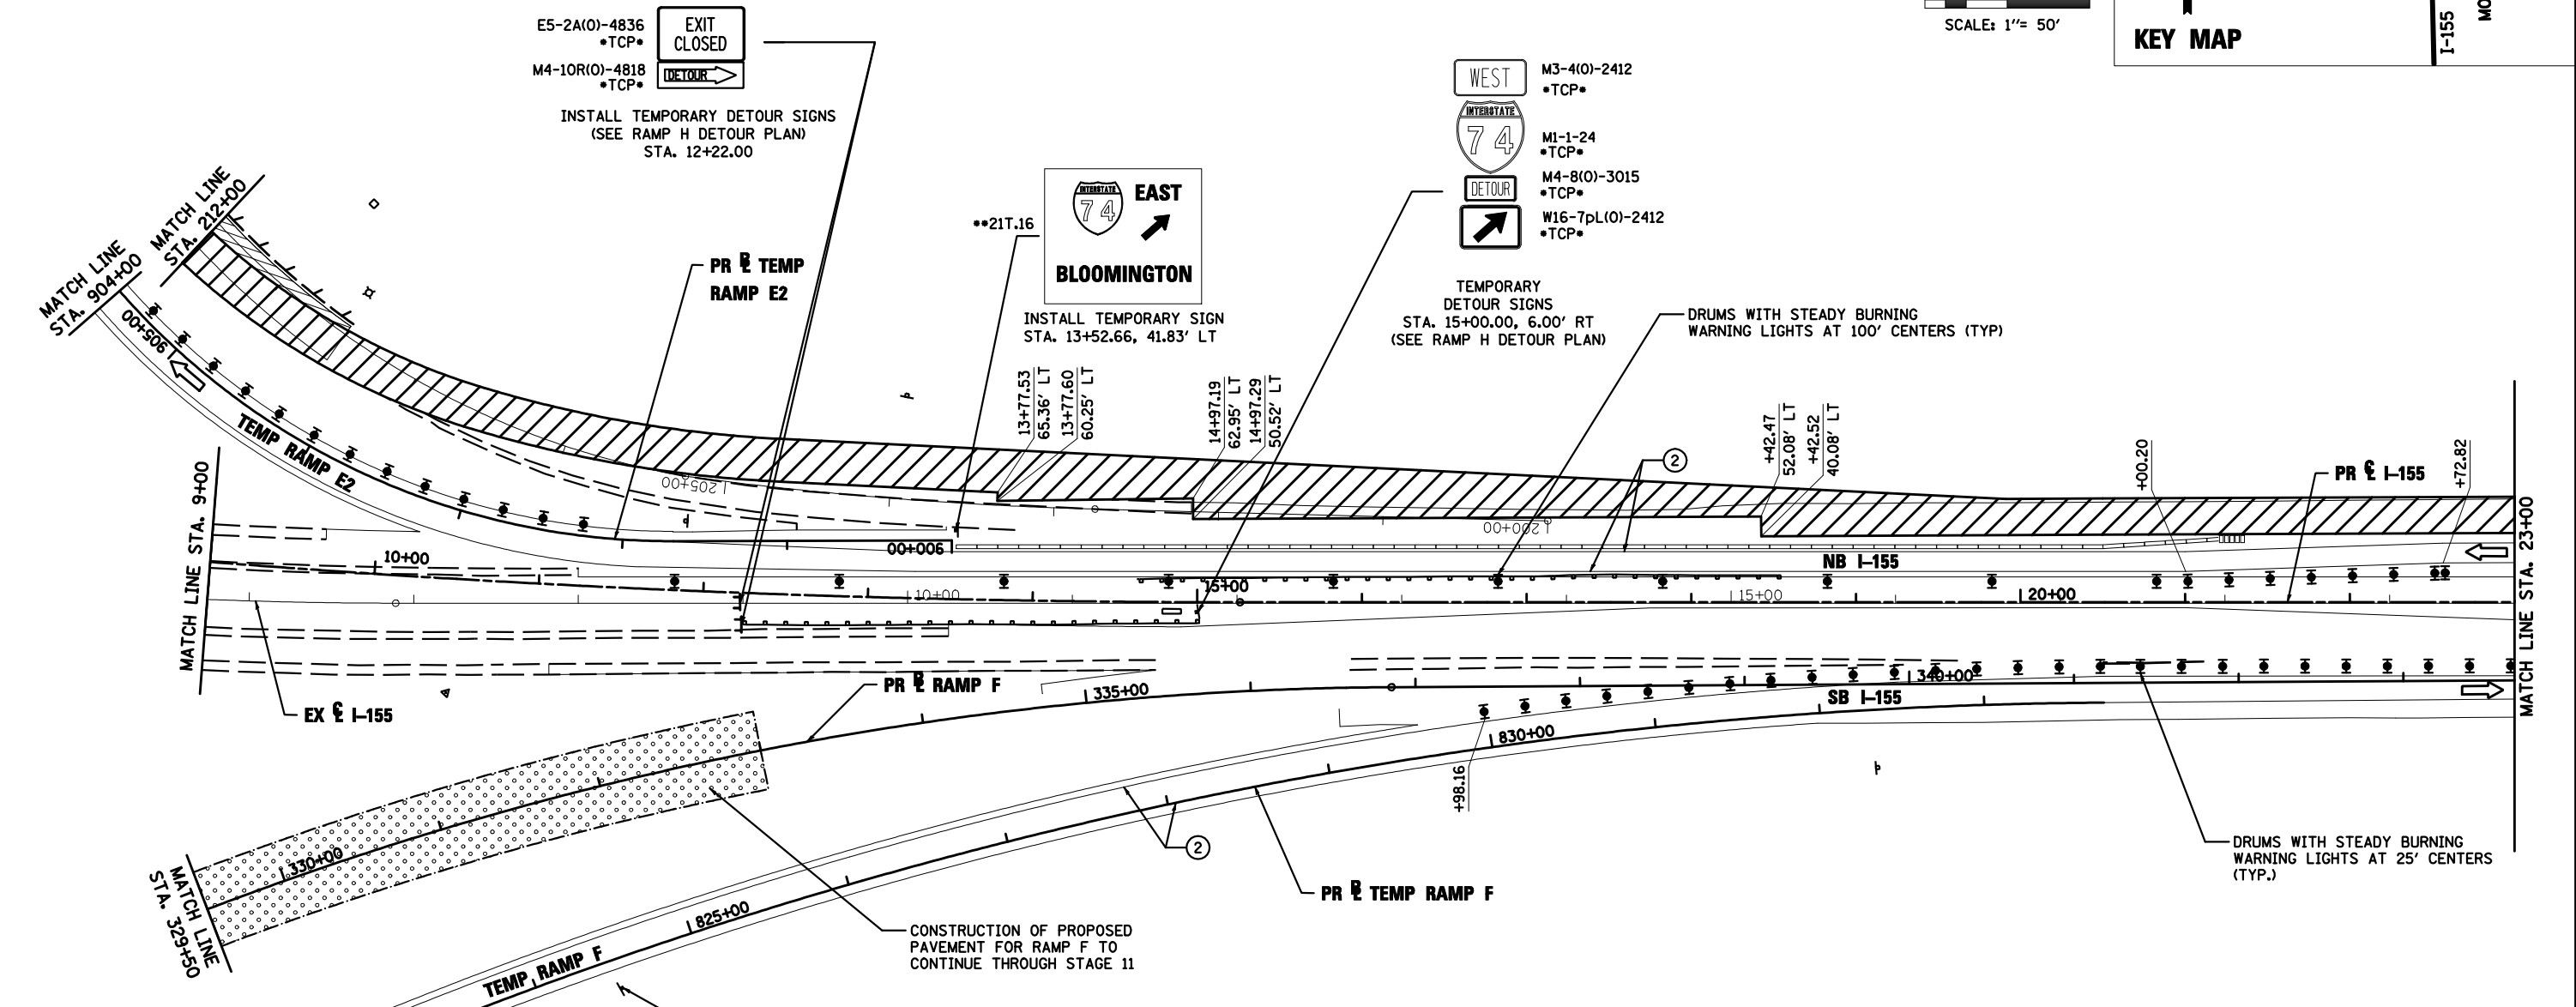 E5-2A(O)-4836
*TCP*
EXIT
CLOSED
M4-10R(O)-4818
*TCP*
DETOUR
INSTALL TEMPORARY DETOUR SIGNS
(SEE RAMP H DETOUR PLAN)
STA. 12+22.00
SCALE: 1"= 50'
KEY MAP
I-155
WEST
M3-4(O)-2412
*TCP*
INTERSTATE
74
M1-1-24
*TCP*
DETOUR
M4-8(O)-3015
*TCP*
W16-7pL(O)-2412
*TCP*
TEMPORARY
DETOUR SIGNS
STA. 15+00.00, 6.00' RT
(SEE RAMP H DETOUR PLAN)
**21T.16
INTERSTATE
74
EAST
BLOOMINGTON
INSTALL TEMPORARY SIGN
STA. 13+52.66, 41.83' LT
DRUMS WITH STEADY BURNING
WARNING LIGHTS AT 100' CENTERS (TYP)
MATCH LINE
STA. 212+00
MATCH LINE
STA. 904+00
905+00
PR ⅊ TEMP
RAMP E2
TEMP RAMP E2
13+77.53
65.36' LT
13+77.60
60.25' LT
14+97.19
62.95' LT
14+97.29
50.52' LT
+42.47
52.08' LT
+42.52
40.08' LT
+00.20
+72.82
2
PR ℄ I-155
205+00
200+00
900+00
NB I-155
MATCH LINE STA. 9+00
10+00
10+00
15+00
15+00
20+00
MATCH LINE STA. 23+00
EX ℄ I-155
PR ⅊ RAMP F
335+00
340+00
SB I-155
830+00
+98.16
330+00
MATCH LINE
STA. 329+50
825+00
2
PR ⅊ TEMP RAMP F
TEMP RAMP F
CONSTRUCTION OF PROPOSED
PAVEMENT FOR RAMP F TO
CONTINUE THROUGH STAGE 11
DRUMS WITH STEADY BURNING
WARNING LIGHTS AT 25' CENTERS
(TYP.)